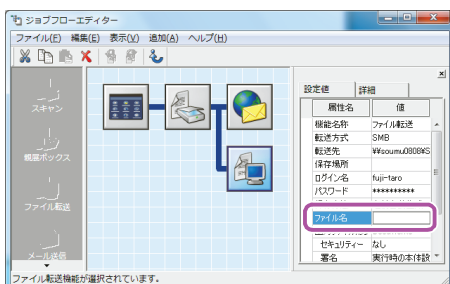 ジョブフローエディター
ファイル(F) 編集(E) 表示(V) 追加(A) ヘルプ(H)
スキャン
親展ボックス
ファイル転送
メール送信
設定値 詳細
属性名 値
機能名称 ファイル転送
転送方式 SMB
転送先 ¥¥soumu0808¥S
保存場所
ログイン名 fuji-taro
パスワード **********
ファイル名
セキュリティー なし
署名 実行時の本体設
ファイル転送機能が選択されています。